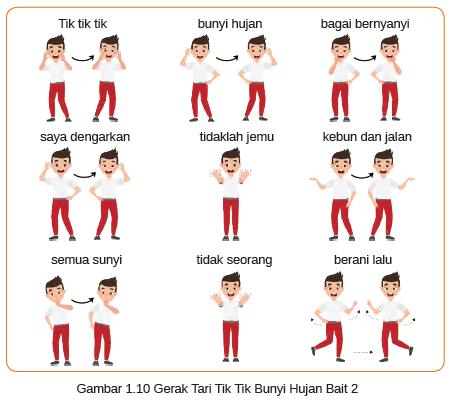 Tik tik tik
bunyi hujan
bagai bernyanyi
saya dengarkan
tidaklah jemu
kebun dan jalan
semua sunyi
tidak seorang
berani lalu
Gambar 1.10 Gerak Tari Tik Tik Bunyi Hujan Bait 2